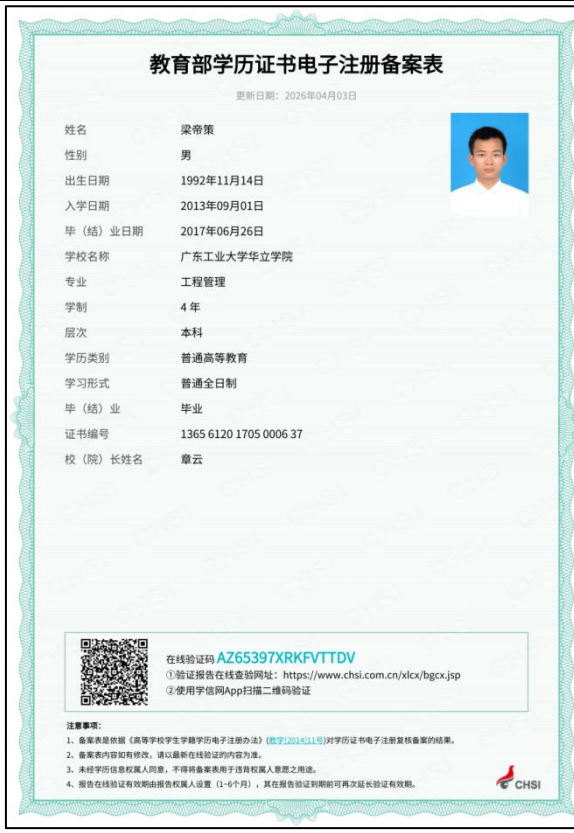 教育部学历证书电子注册备案表
更新日期：2026年04月03日
姓名 梁帝策
性别 男
出生日期 1992年11月14日
入学日期 2013年09月01日
毕（结）业日期 2017年06月26日
学校名称 广东工业大学华立学院
专业 工程管理
学制 4 年
层次 本科
学历类别 普通高等教育
学习形式 普通全日制
毕（结）业 毕业
证书编号 1365 6120 1705 0006 37
校（院）长姓名 章云
在线验证码 AZ65397XRKFVTTDV
①验证报告在线查验网址：https://www.chsi.com.cn/xlcx/bgcx.jsp
②使用学信网App扫描二维码验证
注意事项：
1、备案表是依据《高等学校学生学籍学历电子注册办法》(教学[2014]11号)对学历证书电子注册复核备案的结果。
2、备案表内容如有修改，请以最新在线验证的内容为准。
3、未经学历信息权属人同意，不得将备案表用于违背权属人意愿之用途。
4、报告在线验证有效期由报告权属人设置（1~6个月），其在报告验证到期前可再次延长验证有效期。
CHSI